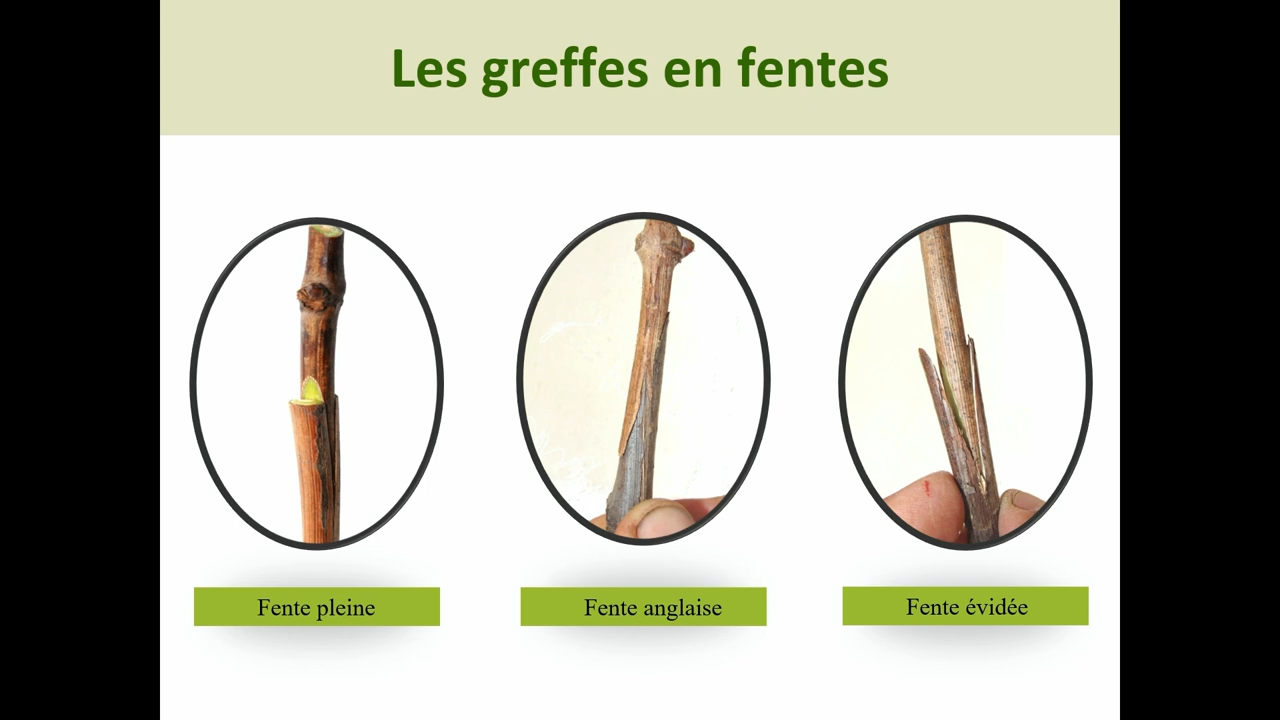 Les greffes en fentes
Fente pleine
Fente anglaise
Fente évidée